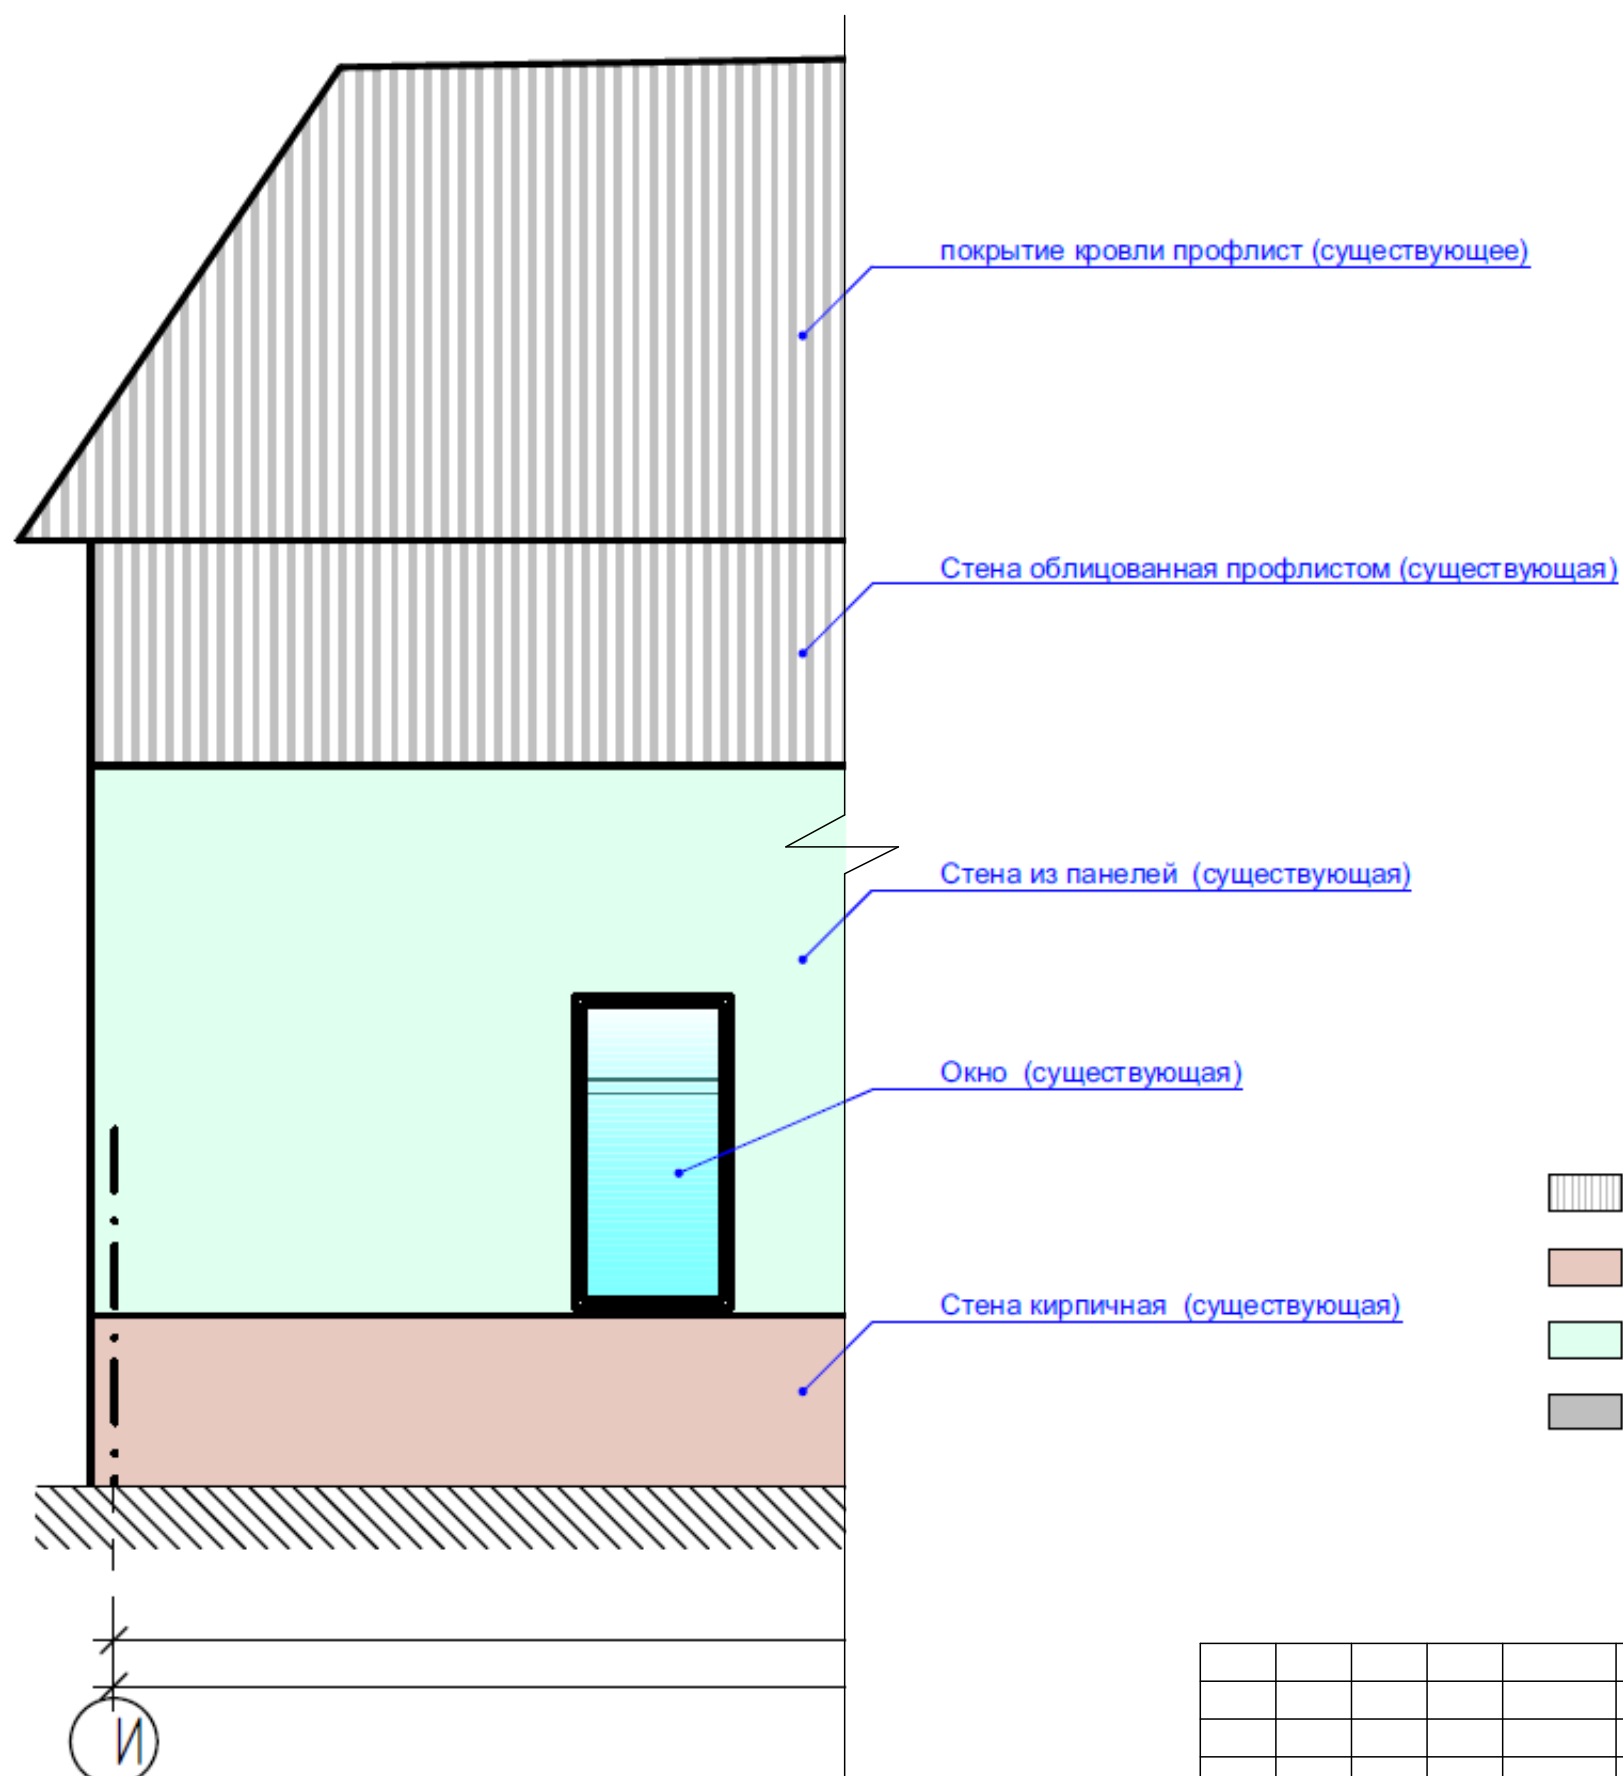 покрытие кровли профлист (существующее)
Стена облицованная профлистом (существующая)
Стена из панелей (существующая)
Окно (существующая)
Стена кирпичная (существующая)
И